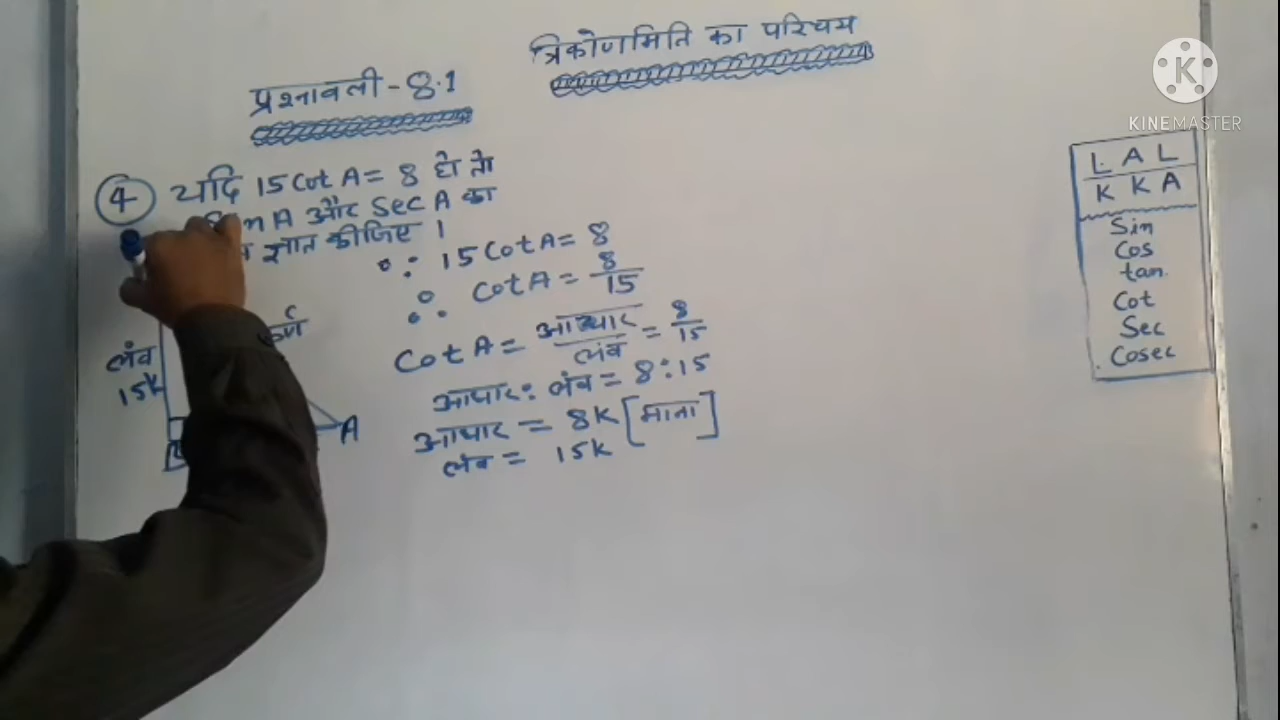 त्रिकोणमिति का परिचय
प्रश्नावली - 8.1
④ यदि 15 Cot A = 8 हो तो
A और Sec A का
ज्ञात कीजिए ।
∵ 15 Cot A = 8
∴ Cot A = 8/15
Cot A = आधार/लंब = 8/15
आधार : लंब = 8 : 15
आधार = 8K [माना]
लंब = 15K
लंब
15K
C
A
L A L
K K A
Sin
Cos
tan
Cot
Sec
Cosec
K
KINEMASTER